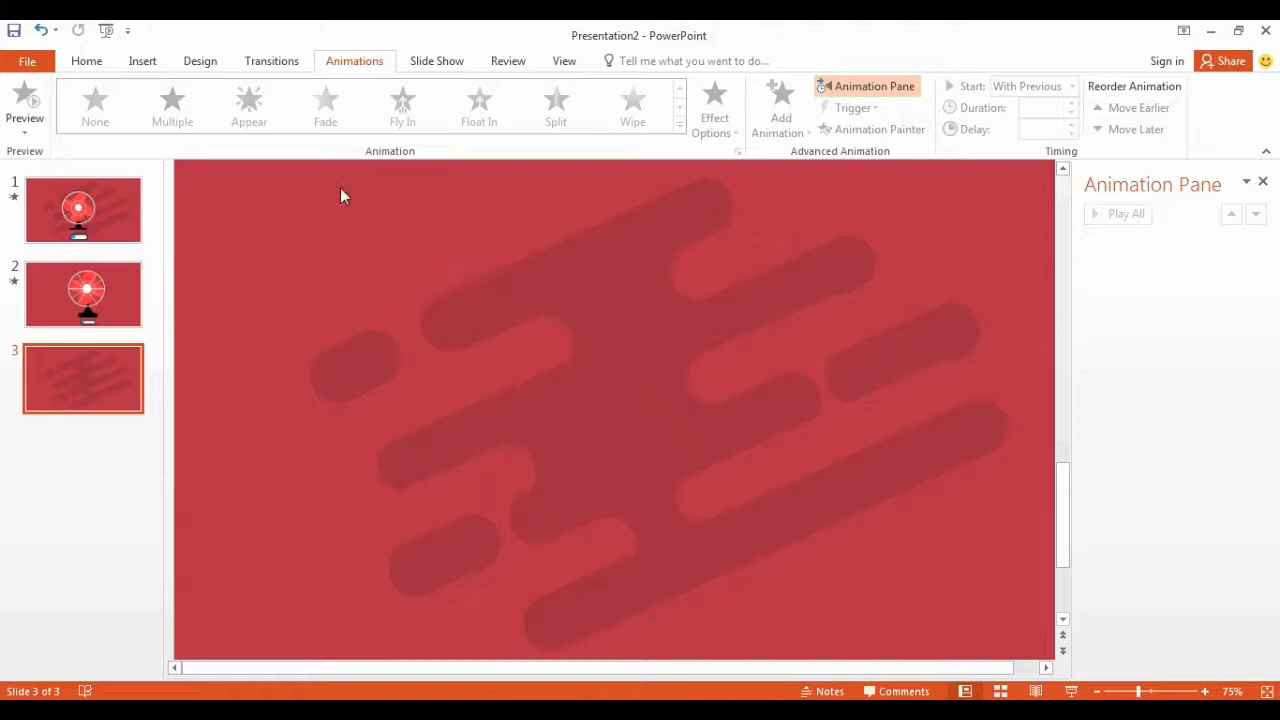 Presentation2 - PowerPoint
File Home Insert Design Transitions Animations Slide Show Review View Tell me what you want to do... Sign in Share
Preview
None Multiple Appear Fade Fly In Float In Split Wipe
Effect Options
Add Animation
Animation Pane
Trigger
Animation Painter
Start: With Previous
Duration:
Delay:
Reorder Animation
Move Earlier
Move Later
Preview Animation Advanced Animation Timing
1
2
3
Animation Pane
Play All
Slide 3 of 3 Notes Comments 75%